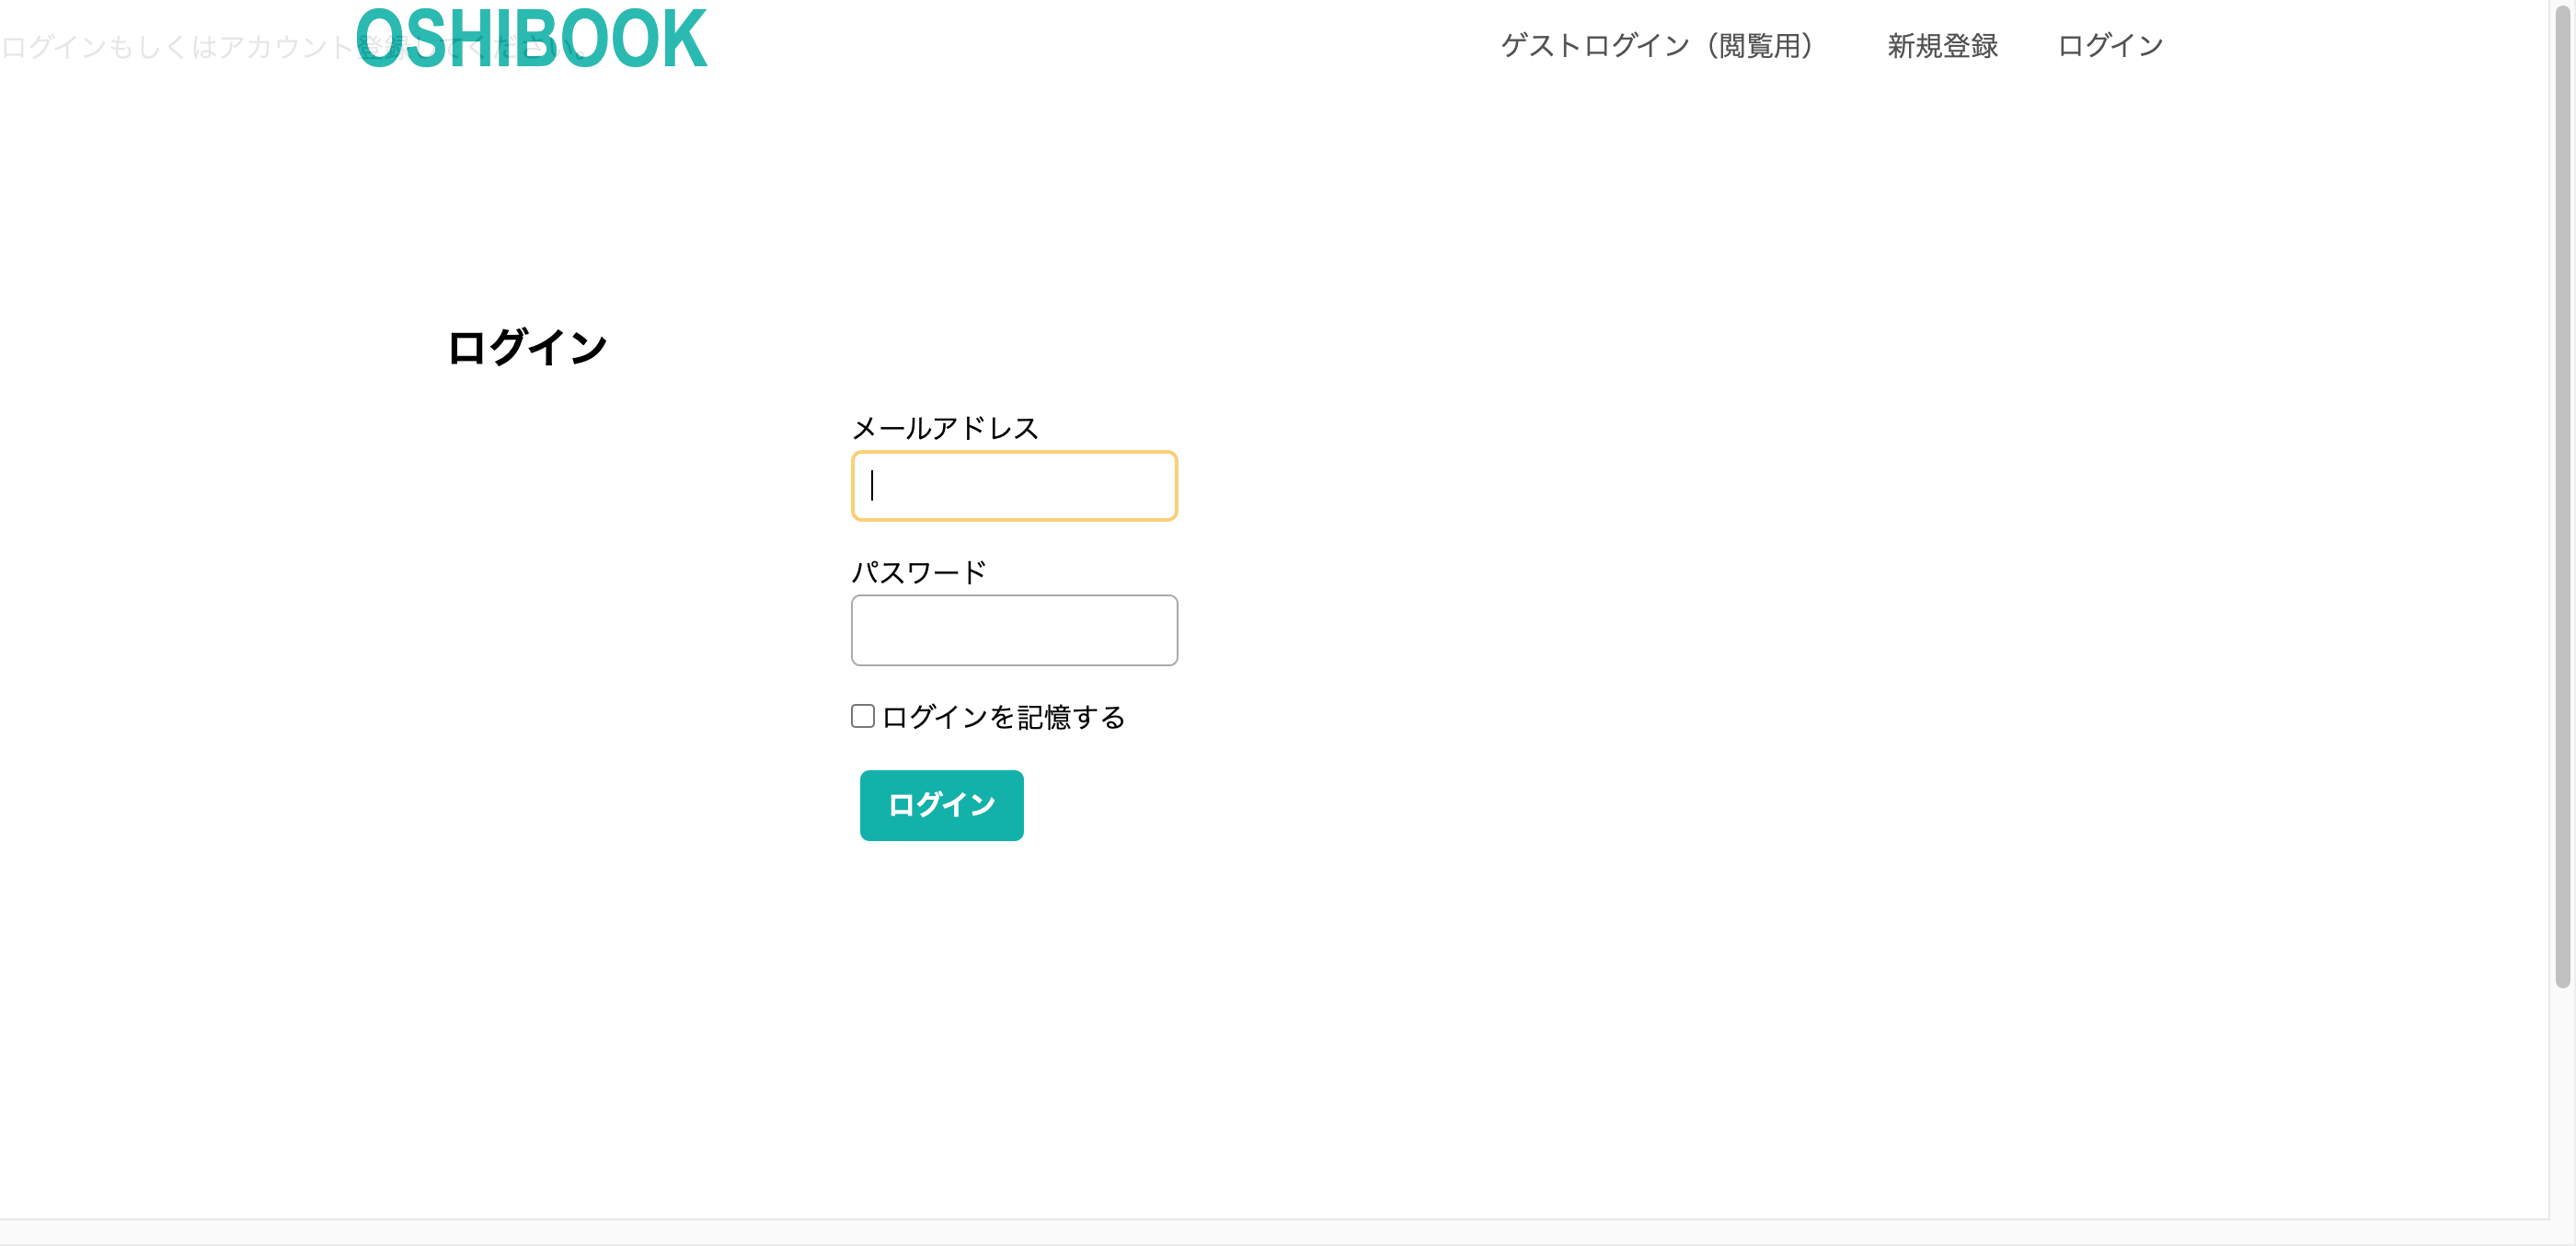 ログインもしくはアカウント登録してください。
OSHIBOOK
ゲストログイン（閲覧用） 新規登録 ログイン
ログイン
メールアドレス
パスワード
ログインを記憶する
ログイン